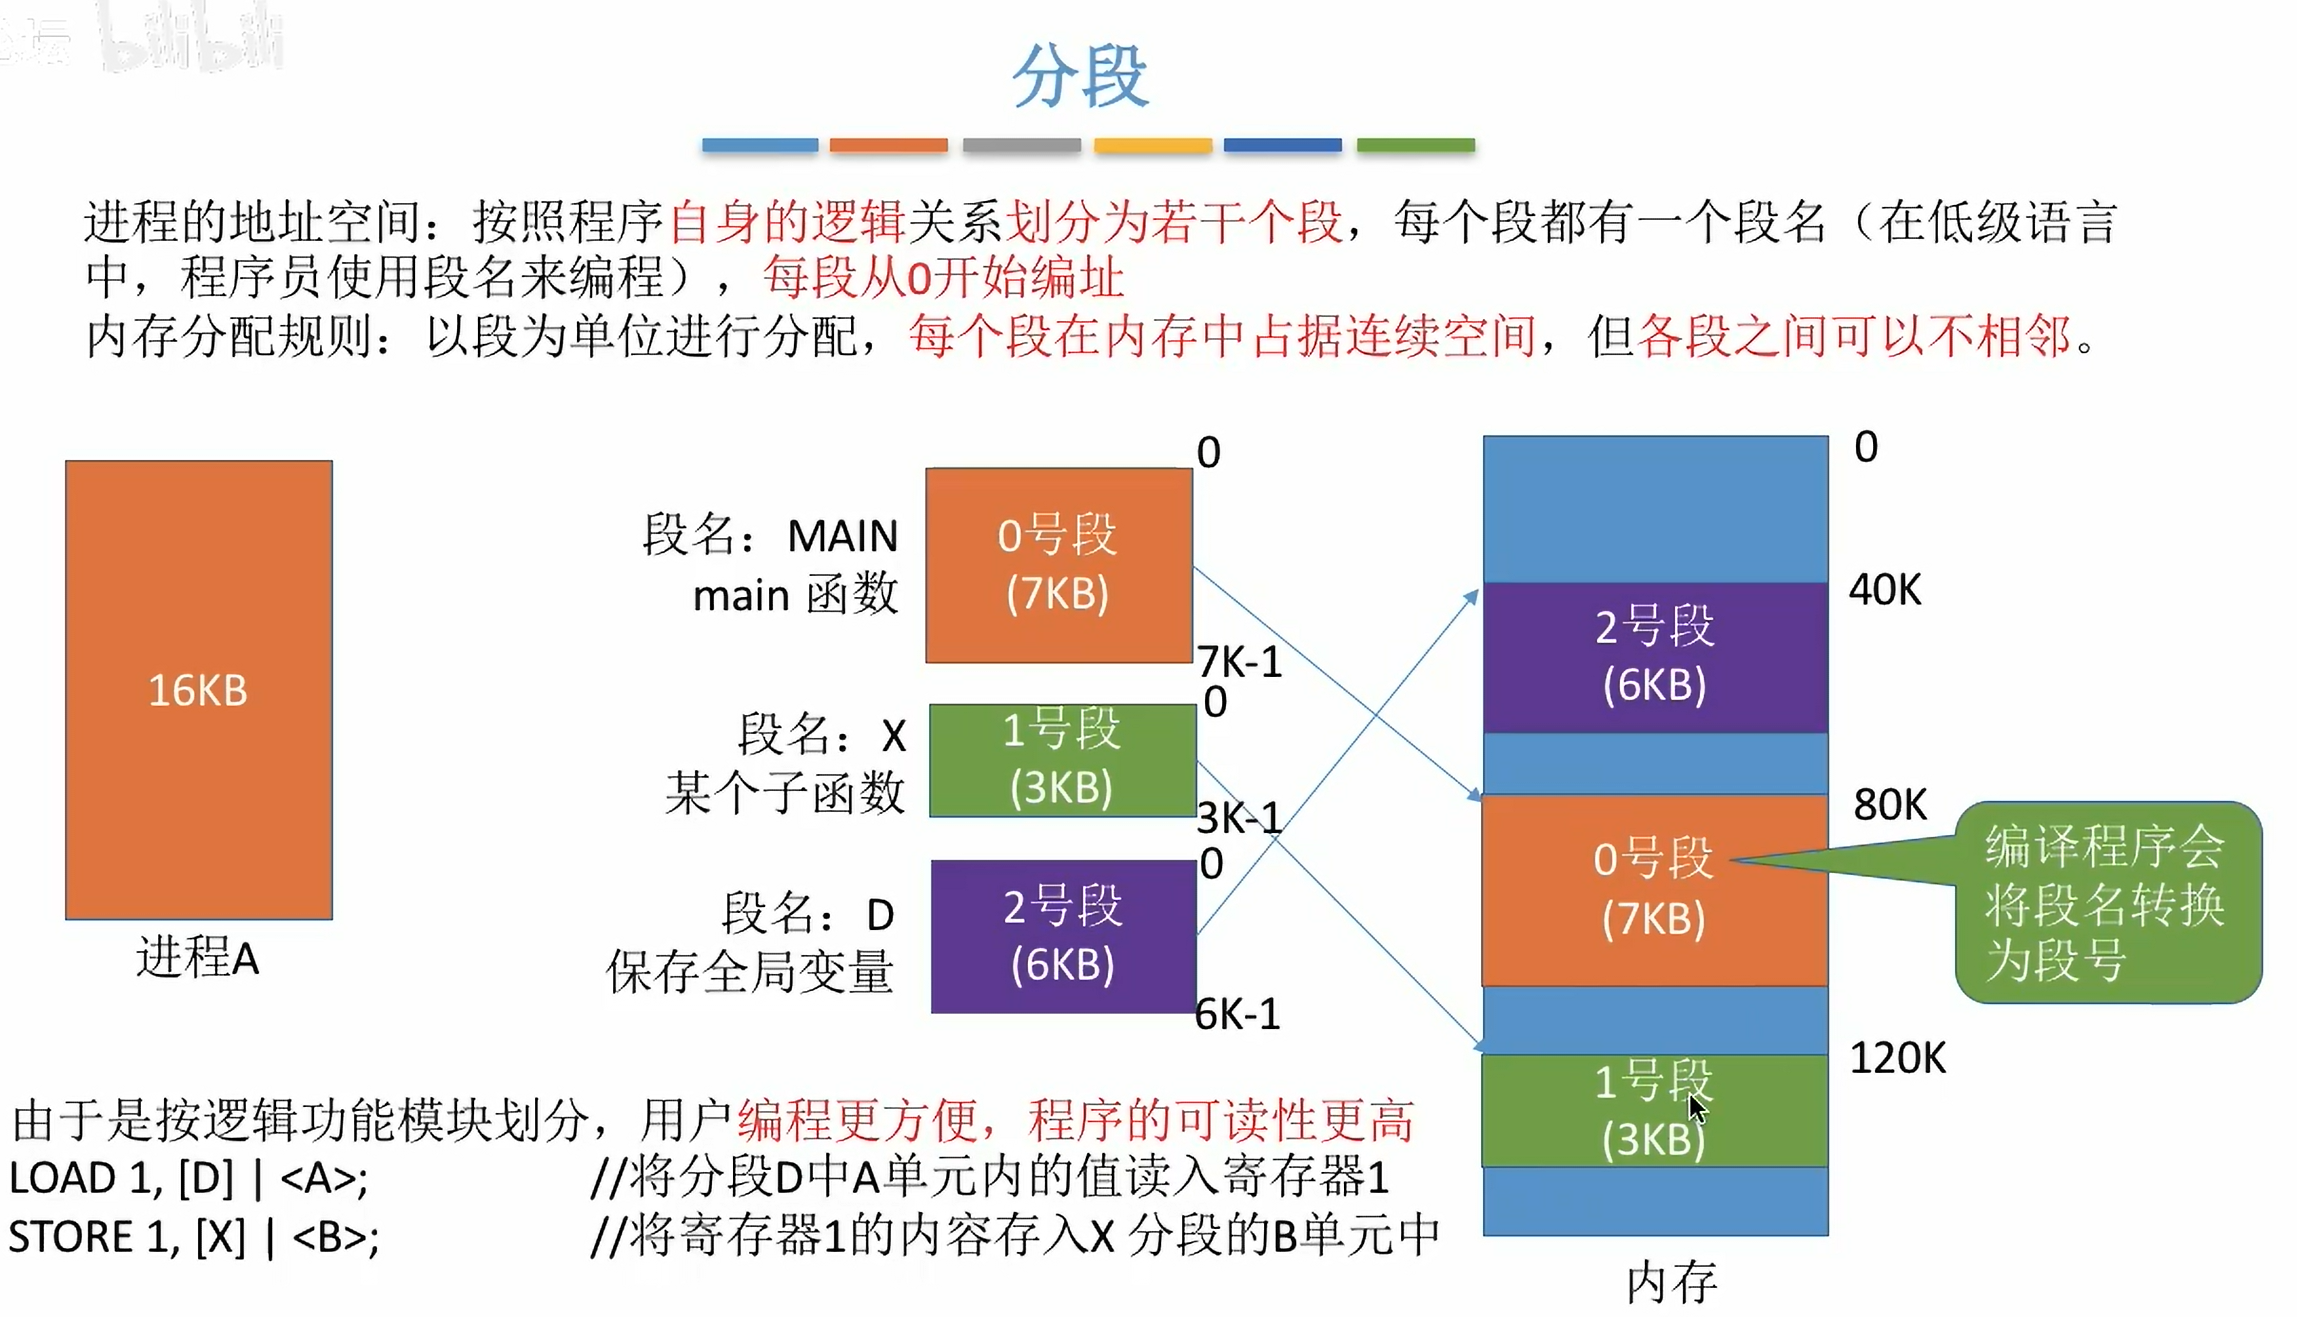 坛 bilibili
分段
进程的地址空间：按照程序自身的逻辑关系划分为若干个段，每个段都有一个段名（在低级语言
中，程序员使用段名来编程），每段从0开始编址
内存分配规则：以段为单位进行分配，每个段在内存中占据连续空间，但各段之间可以不相邻。
16KB
进程A
段名：MAIN
main 函数
0号段
(7KB)
0
7K-1
段名：X
某个子函数
1号段
(3KB)
0
3K-1
段名：D
保存全局变量
2号段
(6KB)
0
6K-1
0
40K
2号段
(6KB)
80K
0号段
(7KB)
120K
1号段
(3KB)
内存
编译程序会
将段名转换
为段号
由于是按逻辑功能模块划分，用户编程更方便，程序的可读性更高
LOAD 1, [D] | <A>; //将分段D中A单元内的值读入寄存器1
STORE 1, [X] | <B>; //将寄存器1的内容存入X 分段的B单元中